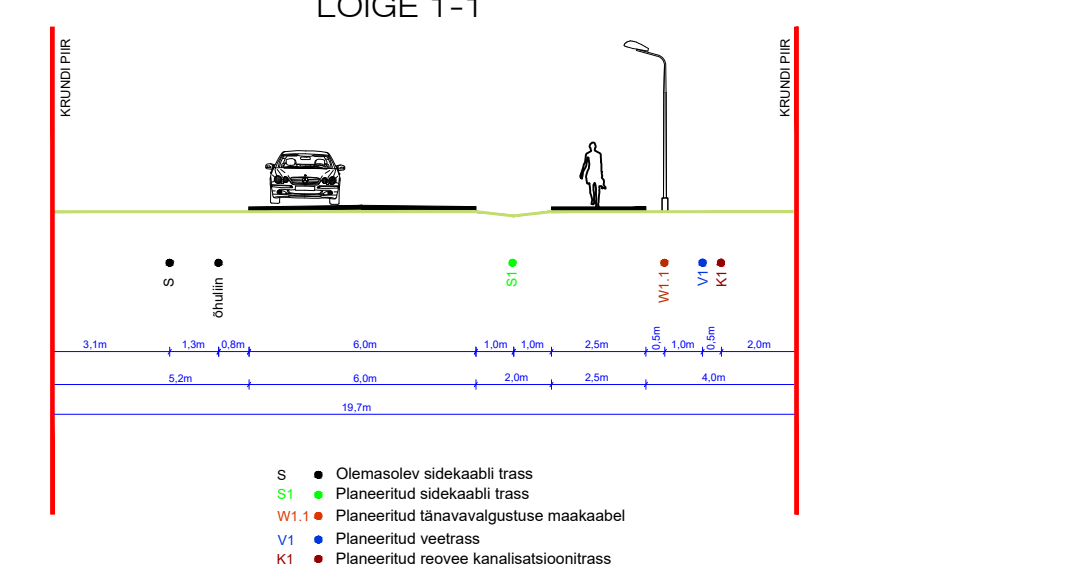 LÕIGE 1-1
KRUNDI PIIR
KRUNDI PIIR
S
õhuliin
S1
W1.1
V1
K1
3,1m 1,3m 0,8m 6,0m 1,0m 1,0m 2,5m 0,5m 1,0m 0,5m 2,0m
5,2m 6,0m 2,0m 2,5m 4,0m
19,7m
S Olemasolev sidekaabli trass
S1 Planeeritud sidekaabli trass
W1.1 Planeeritud tänavavalgustuse maakaabel
V1 Planeeritud veetrass
K1 Planeeritud reovee kanalisatsioonitrass